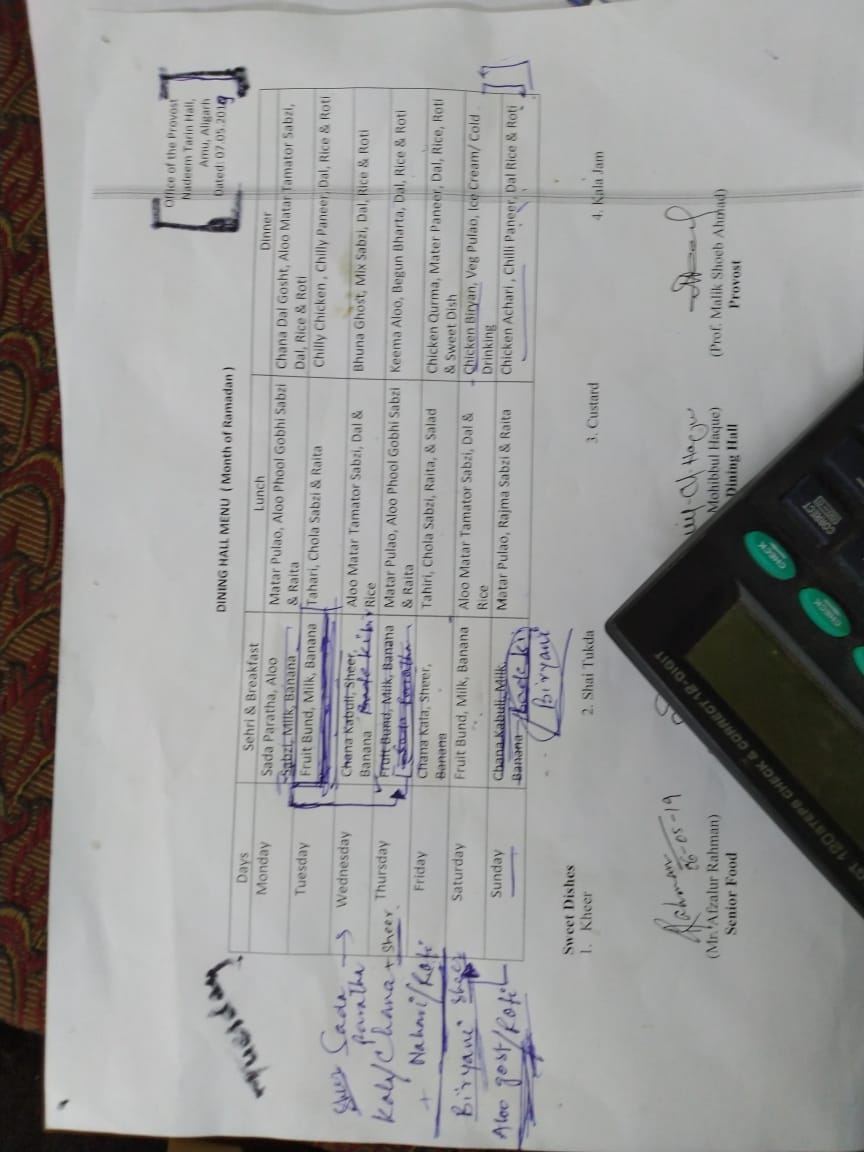 Office of the Provost
Nadeem Tarin Hall,
Amu, Aligarh
Dated: 07.05.2019
DINING HALL MENU ( Month of Ramadan )
Days Sehri & Breakfast Lunch Dinner
Monday Sada Paratha, Aloo Sabzi, Milk, Banana Matar Pulao, Aloo Phool Gobhi Sabzi & Raita Chana Dal Gosht, Aloo Matar Tamator Sabzi, Dal, Rice & Roti
Tuesday Fruit Bund, Milk, Banana Tahari, Chola Sabzi & Raita Chilly Chicken , Chilly Paneer, Dal, Rice & Roti
Wednesday Chana Kabuli, Sheer, Banana Aloo Matar Tamator Sabzi, Dal & Rice Bhuna Ghost, Mix Sabzi, Dal, Rice & Roti
Thursday Fruit Bund, Milk, Banana Sada Paratha Matar Pulao, Aloo Phool Gobhi Sabzi & Raita Keema Aloo, Begun Bharta, Dal, Rice & Roti
Friday Chana Kala, Sheer, Banana Tahiri, Chola Sabzi, Raita, & Salad Chicken Qurma, Mater Paneer, Dal, Rice, Roti & Sweet Dish
Saturday Fruit Bund, Milk, Banana Aloo Matar Tamator Sabzi, Dal & Rice Chicken Biryan, Veg Pulao, Ice Cream/ Cold Drinking
Sunday Chana Kabuli, Milk, Banana Matar Pulao, Rajma Sabzi & Raita Chicken Achari , Chilli Paneer, Dal Rice & Roti
Biryani
Sheer Sada
Paratha
Kaly Chana + Sheer
+ Nahari/Roti
Biryani Sheer
Aloo gost/Roti
Sweet Dishes
1. Kheer 2. Shai Tukda 3. Custard 4. Kala Jam
Rahman
06-05-19
(Mr. Afzalur Rahman)
Senior Food
Mohibbul Haque)
Dining Hall
(Prof. Malik Shoeb Ahmad)
Provost
120 STEPS CHECK & CORRECT 12-DIGIT
CHECK
CHECK
CORRECT